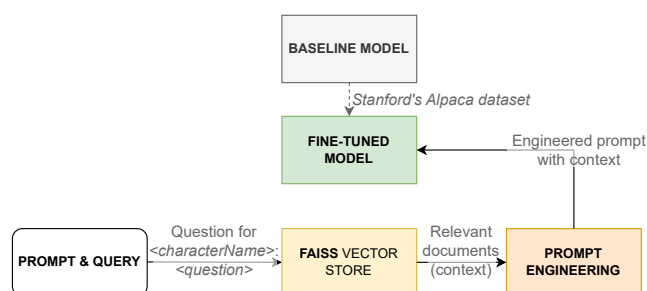 BASELINE MODEL
Stanford's Alpaca dataset
FINE-TUNED
MODEL
Engineered prompt
with context
PROMPT & QUERY
Question for
<characterName>:
<question>
FAISS VECTOR
STORE
Relevant
documents
(context)
PROMPT
ENGINEERING